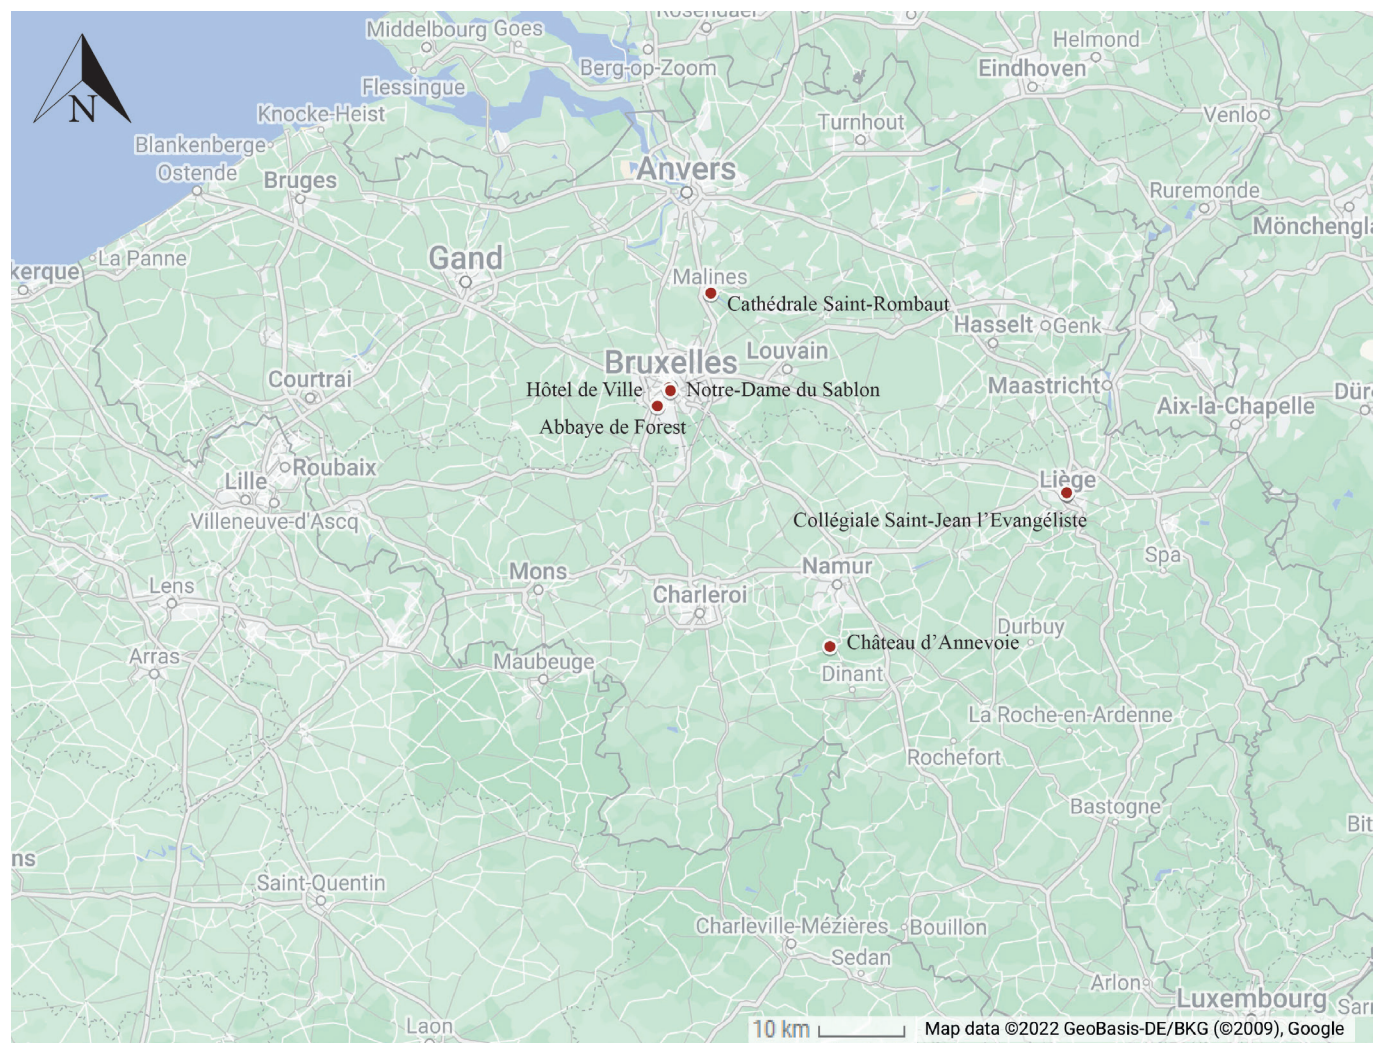 Middelbourg Goes
Rosendael
Helmond
Berg-op-Zoom
Eindhoven
Flessingue
N
Knocke-Heist
Venlo
Turnhout
Blankenberge
Ostende
Anvers
Bruges
Ruremonde
Mönchengla
Gand
La Panne
kerque
Malines
Cathédrale Saint-Rombaut
Hasselt
Genk
Bruxelles
Louvain
Courtrai
Maastricht
Hôtel de Ville
Notre-Dame du Sablon
Dür
Aix-la-Chapelle
Abbaye de Forest
Roubaix
Lille
Liège
Villeneuve-d'Ascq
Collégiale Saint-Jean l’Evangéliste
Spa
Mons
Namur
Lens
Charleroi
Durbuy
Château d’Annevoie
Arras
Maubeuge
Dinant
La Roche-en-Ardenne
Rochefort
Bastogne
Bit
ns
Saint-Quentin
Charleville-Mézières
Bouillon
Sedan
Arlon
Luxembourg
Sar
Laon
10 km
Map data ©2022 GeoBasis-DE/BKG (©2009), Google